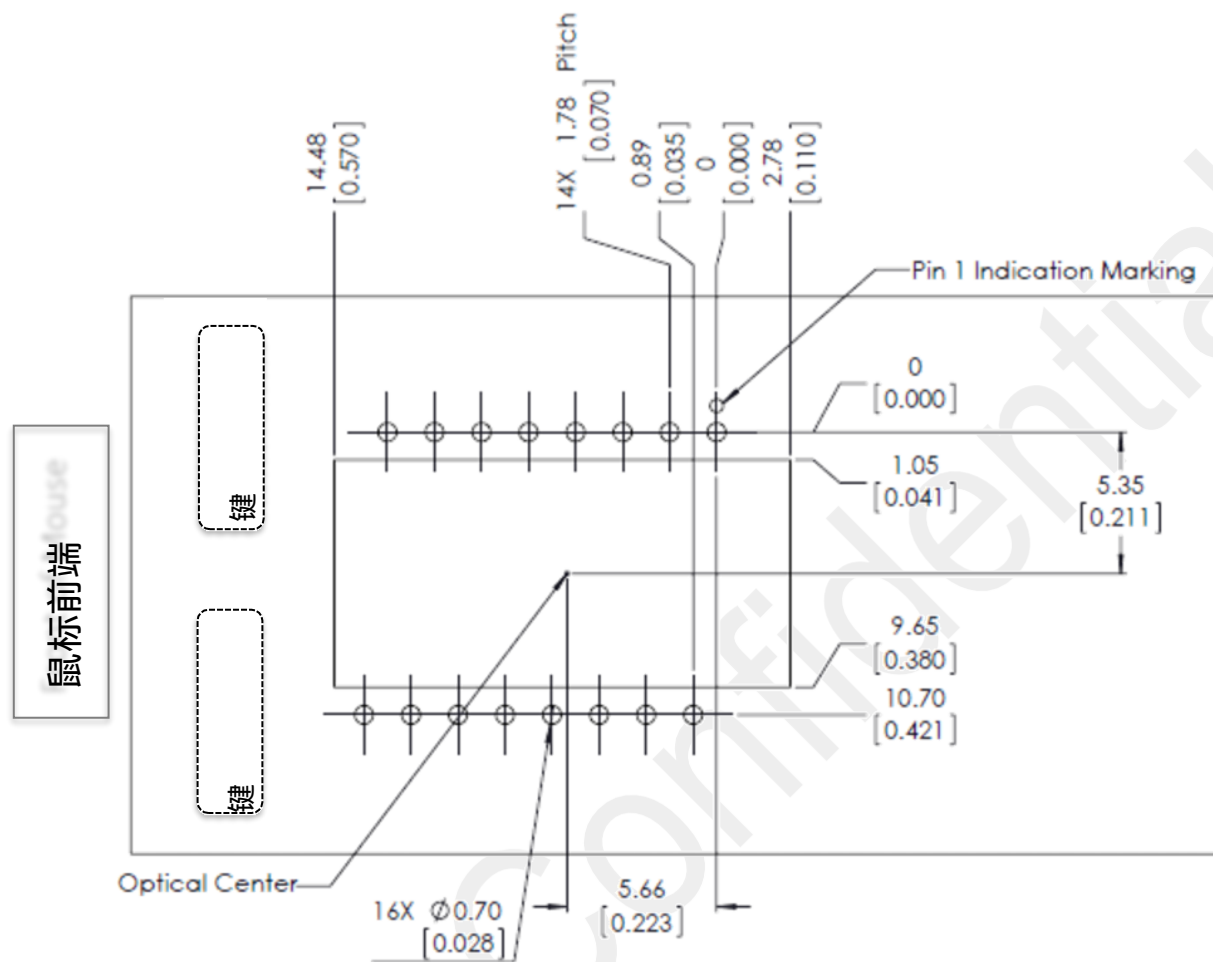 14X 1.78 Pitch
[0.070]
14.48
[0.570]
0.89
[0.035]
0
[0.000]
2.78
[0.110]
Pin 1 Indication Marking
0
[0.000]
1.05
[0.041]
5.35
[0.211]
键
鼠标前端
9.65
[0.380]
10.70
[0.421]
键
Optical Center
16X Ø0.70
[0.028]
5.66
[0.223]
Confidential